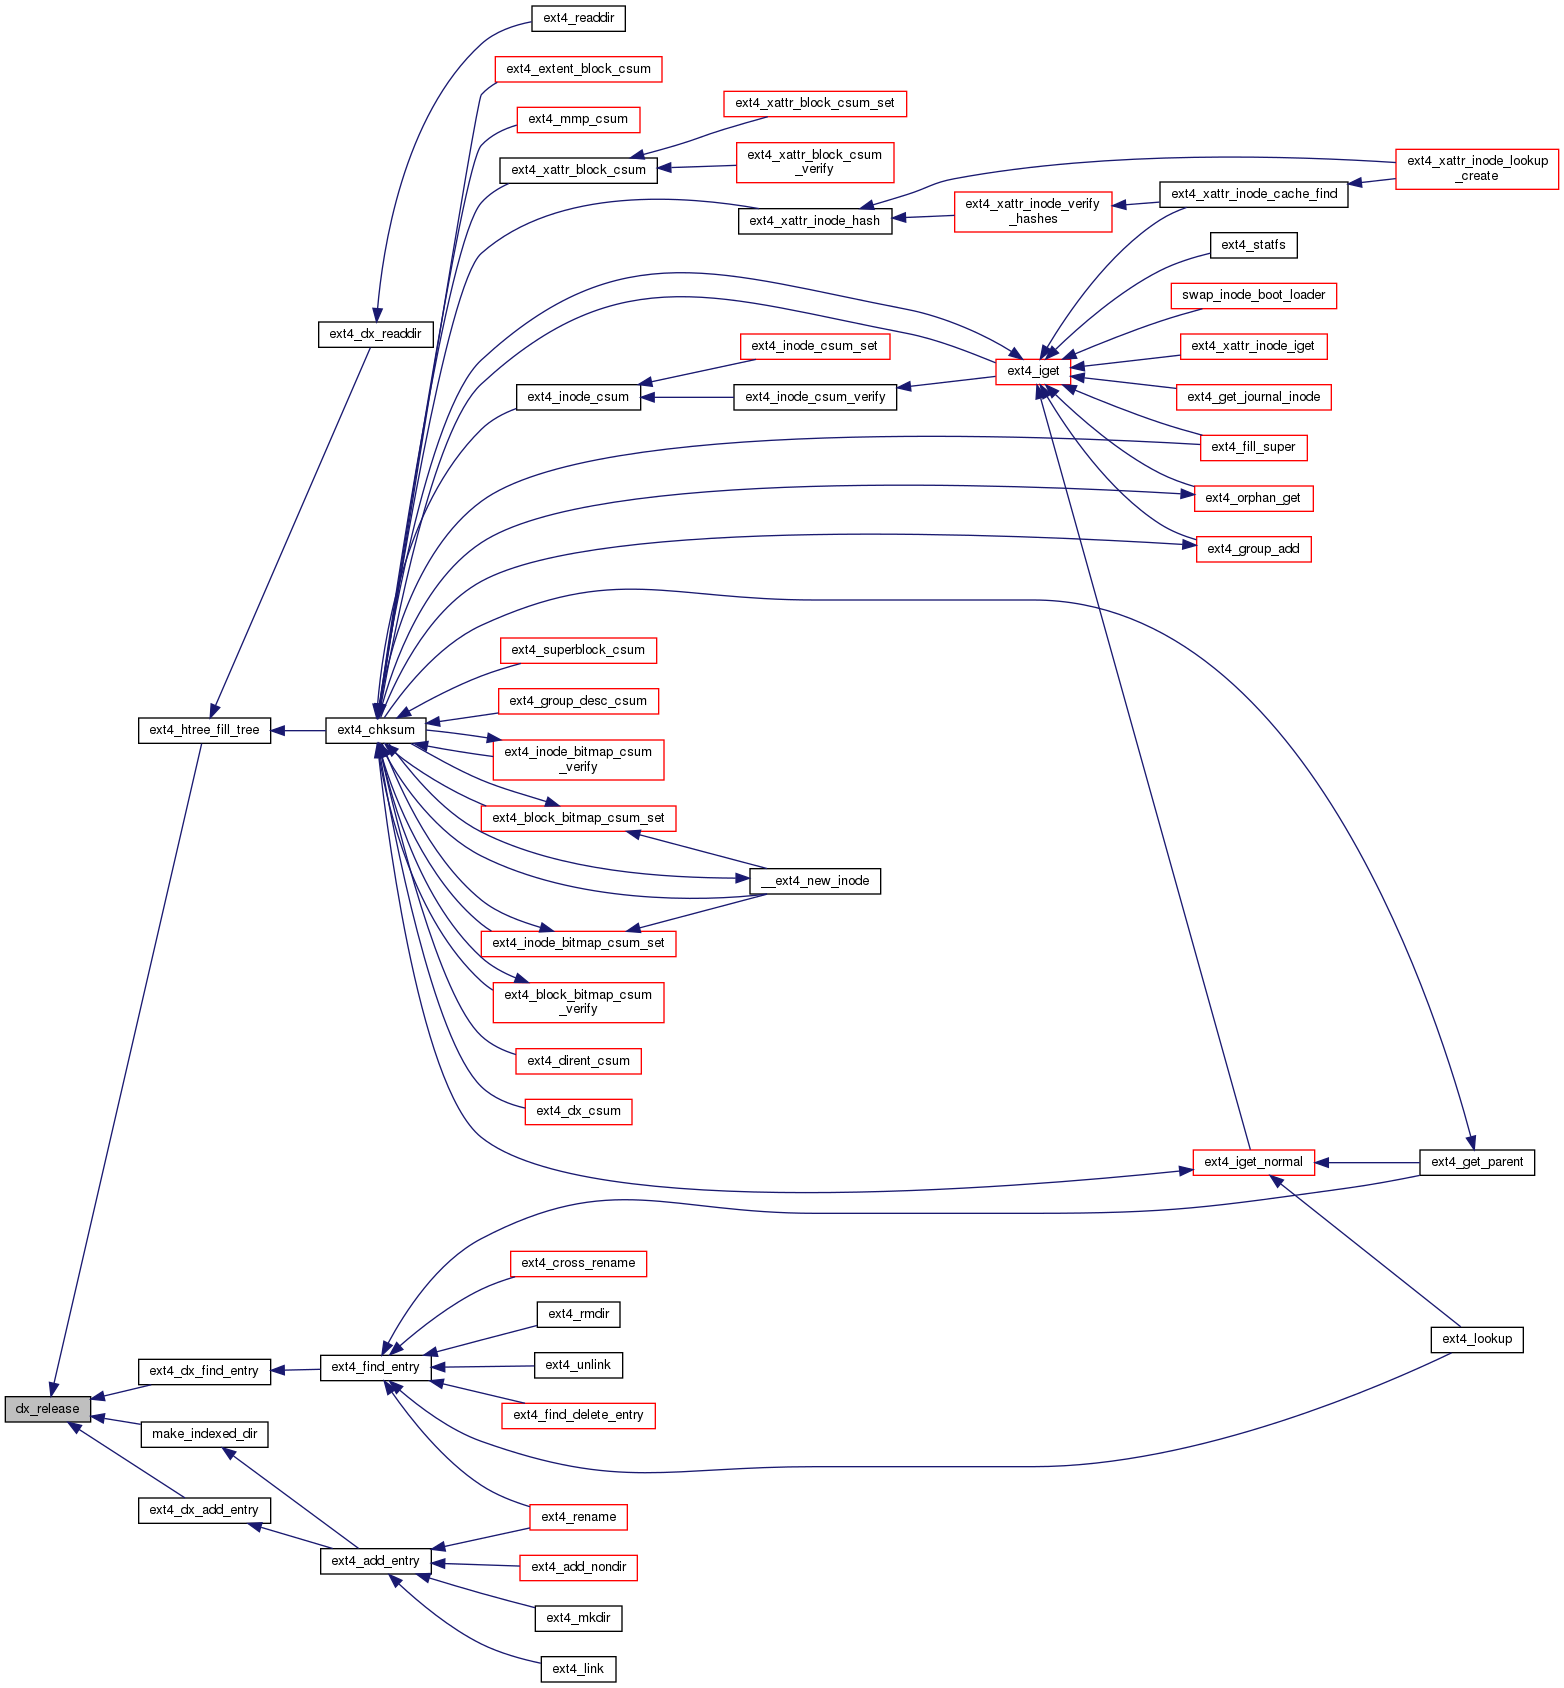 ext4_readdir
ext4_extent_block_csum
ext4_xattr_block_csum_set
ext4_mmp_csum
ext4_xattr_block_csum
_verify
ext4_xattr_inode_lookup
_create
ext4_xattr_block_csum
ext4_xattr_inode_cache_find
ext4_xattr_inode_verify
_hashes
ext4_xattr_inode_hash
ext4_statfs
swap_inode_boot_loader
ext4_dx_readdir
ext4_inode_csum_set
ext4_xattr_inode_iget
ext4_iget
ext4_inode_csum
ext4_inode_csum_verify
ext4_get_journal_inode
ext4_fill_super
ext4_orphan_get
ext4_group_add
ext4_superblock_csum
ext4_group_desc_csum
ext4_htree_fill_tree
ext4_chksum
ext4_inode_bitmap_csum
_verify
ext4_block_bitmap_csum_set
__ext4_new_inode
ext4_inode_bitmap_csum_set
ext4_block_bitmap_csum
_verify
ext4_dirent_csum
ext4_dx_csum
ext4_iget_normal
ext4_get_parent
ext4_cross_rename
ext4_rmdir
ext4_lookup
ext4_dx_find_entry
ext4_find_entry
ext4_unlink
dx_release
ext4_find_delete_entry
make_indexed_dir
ext4_dx_add_entry
ext4_rename
ext4_add_entry
ext4_add_nondir
ext4_mkdir
ext4_link